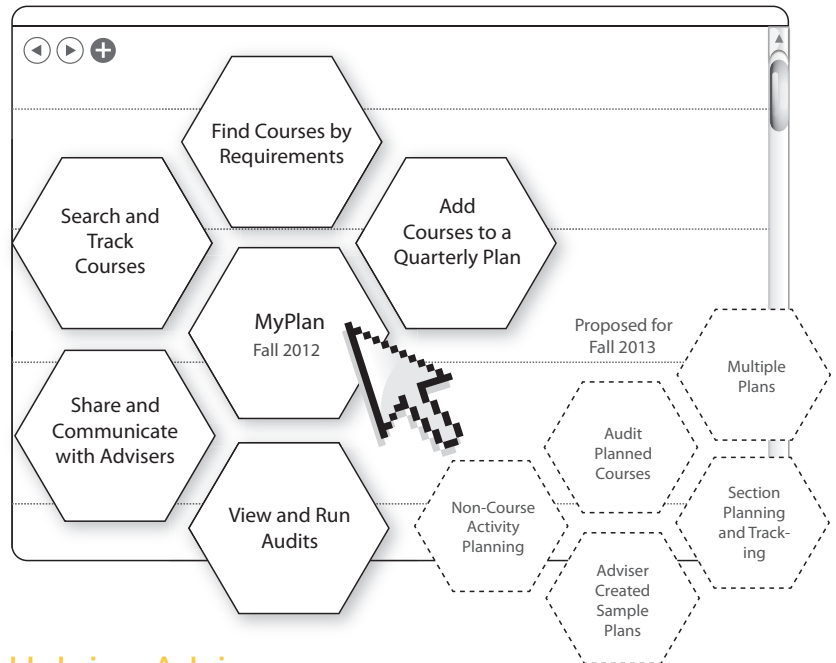 Find Courses by
Requirements
Search and
Track
Courses
Add
Courses to a
Quarterly Plan
MyPlan
Fall 2012
Share and
Communicate
with Advisers
View and Run
Audits
Proposed for
Fall 2013
Multiple
Plans
Audit
Planned
Courses
Non-Course
Activity
Planning
Section
Planning
and Track-
ing
Adviser
Created
Sample
Plans